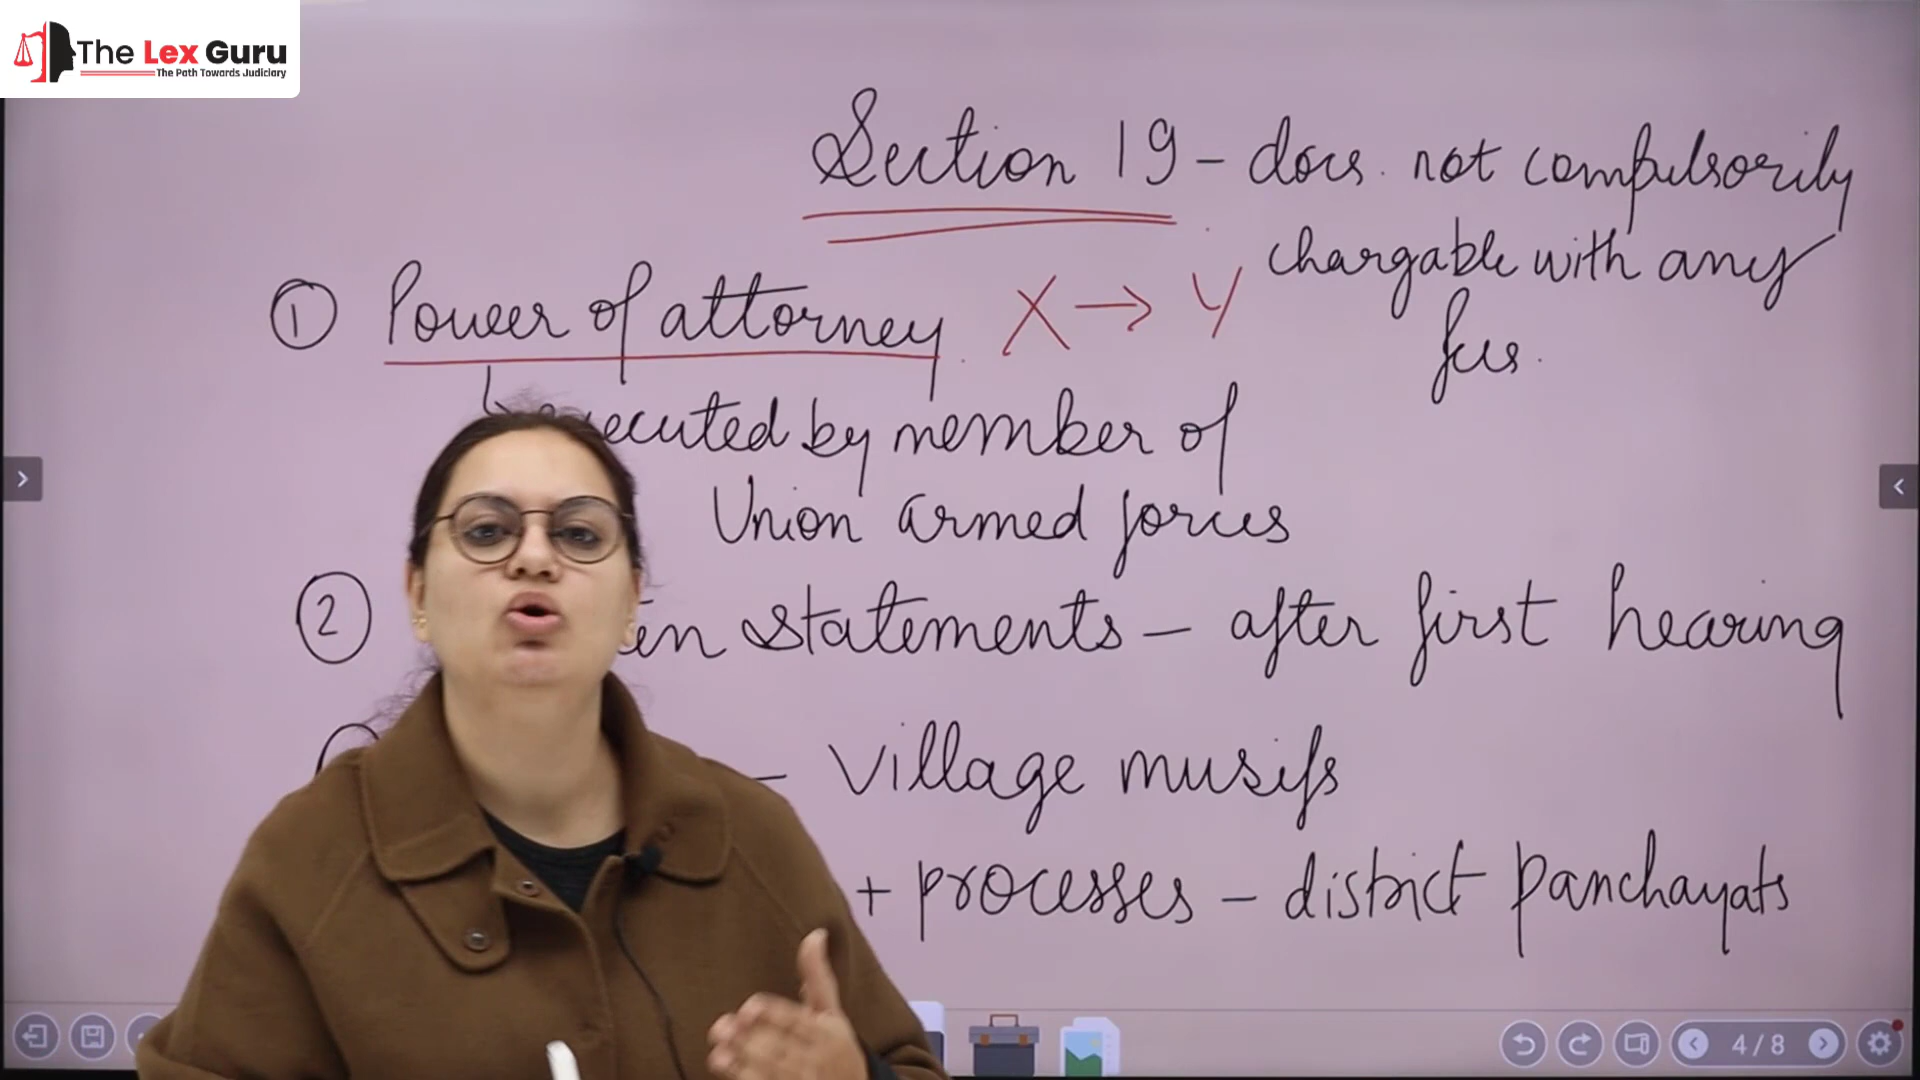 The Lex Guru
The Path Towards Judiciary
Section 19 - does not compulsorily
chargable with any
fees.
① Power of attorney X → Y
executed by member of
Union armed forces
② statements - after first hearing
- Village musifs
+ processes - district Panchayats
4/8